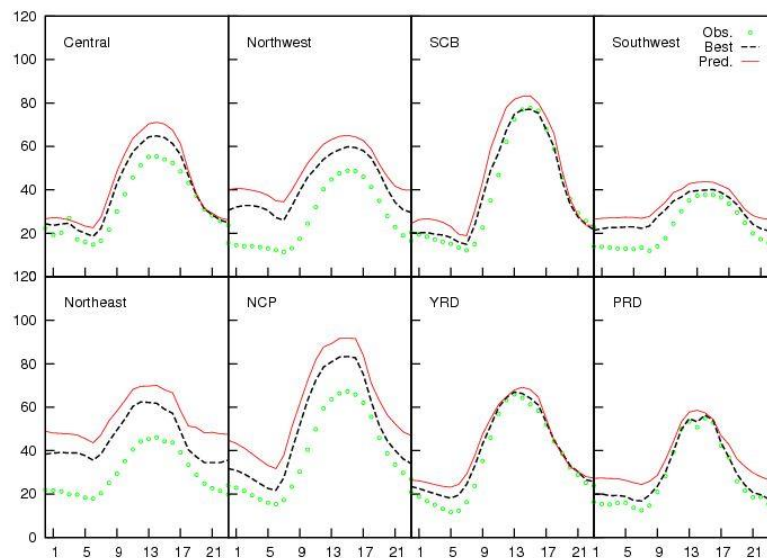 120
100
80
60
40
20
Central
Northwest
SCB
Southwest
Obs.
Best
Pred.
120
100
80
60
40
20
0
Northeast
NCP
YRD
PRD
1 5 9 13 17 21 1 5 9 13 17 21 1 5 9 13 17 21 1 5 9 13 17 21